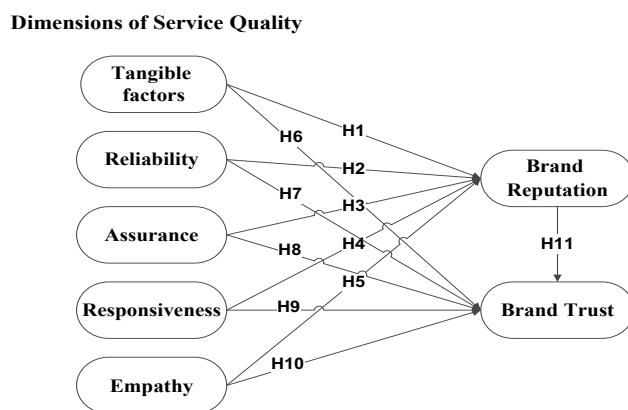 Dimensions of Service Quality
Tangible
factors
Reliability
Assurance
Responsiveness
Empathy
H1
H6
H2
H7
H3
H4
H8
H5
H9
H10
Brand
Reputation
H11
Brand Trust